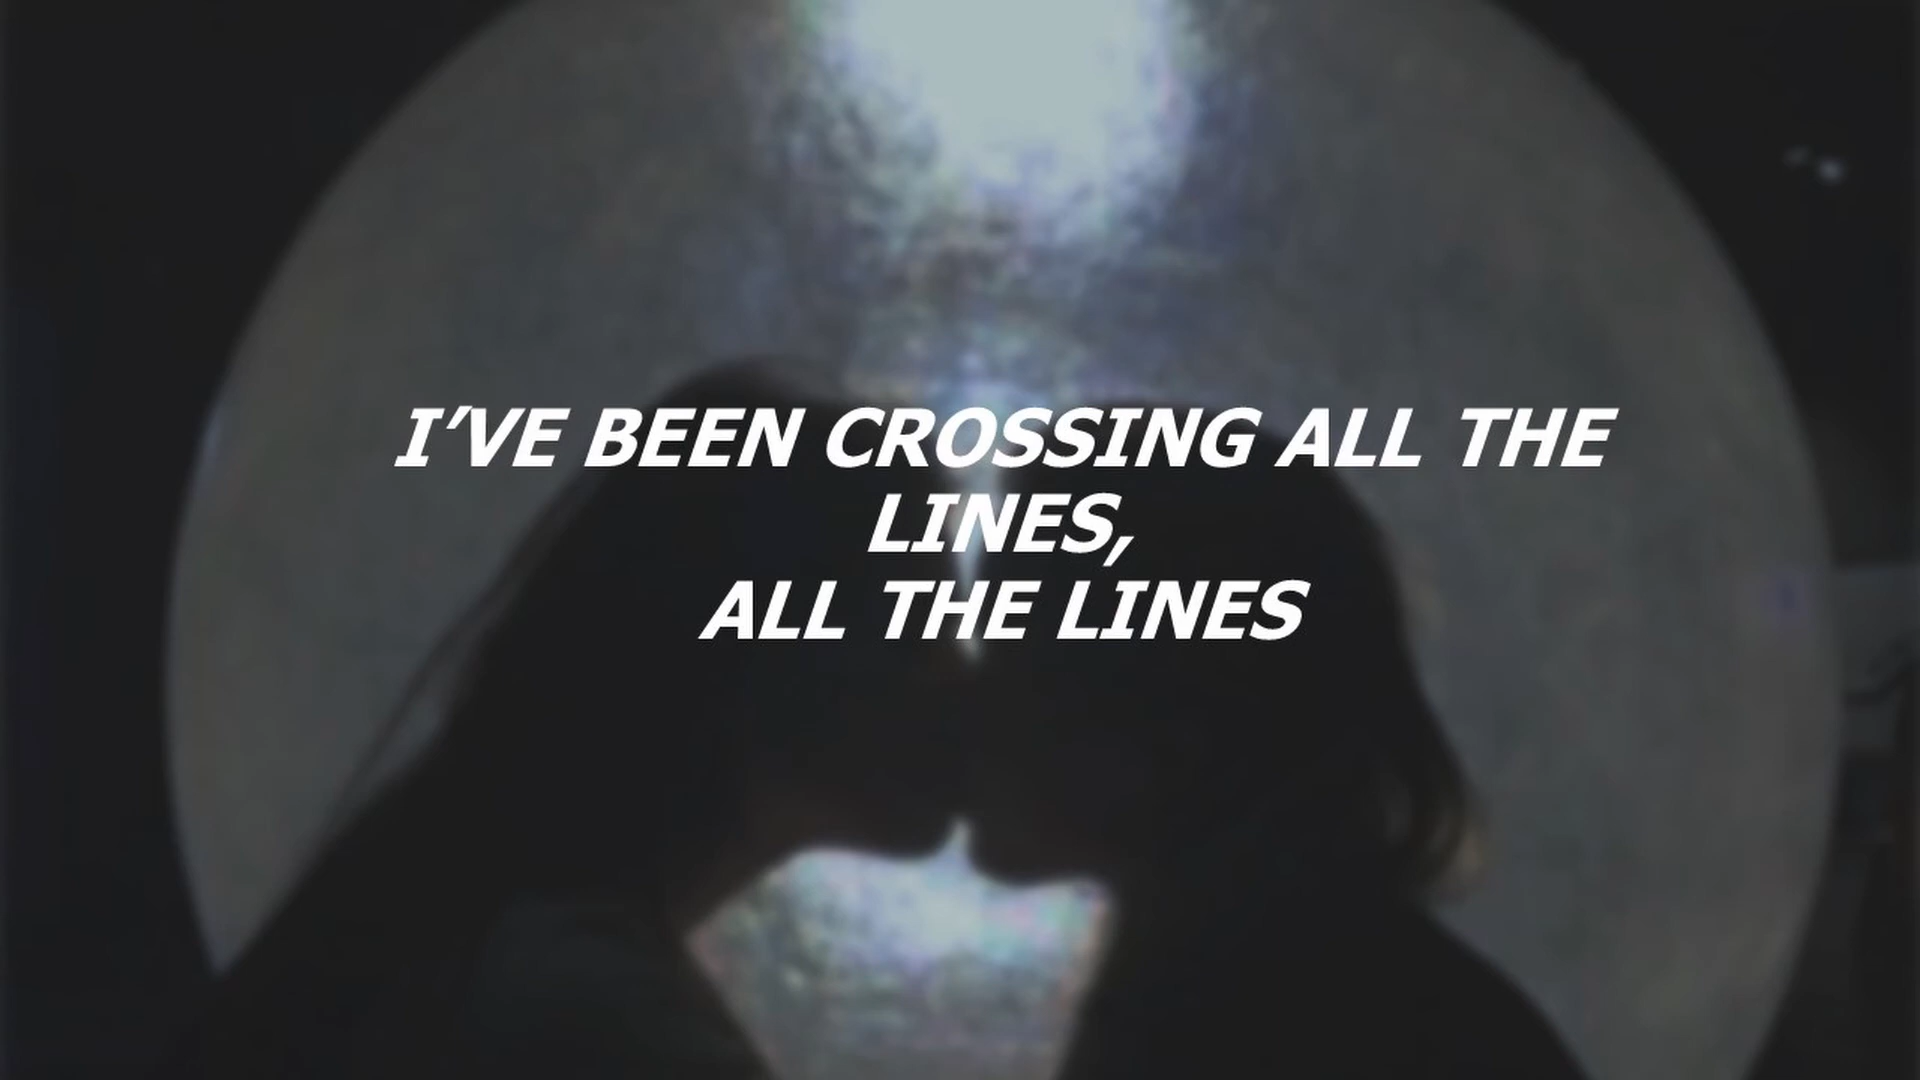 I’VE BEEN CROSSING ALL THE
LINES,
ALL THE LINES